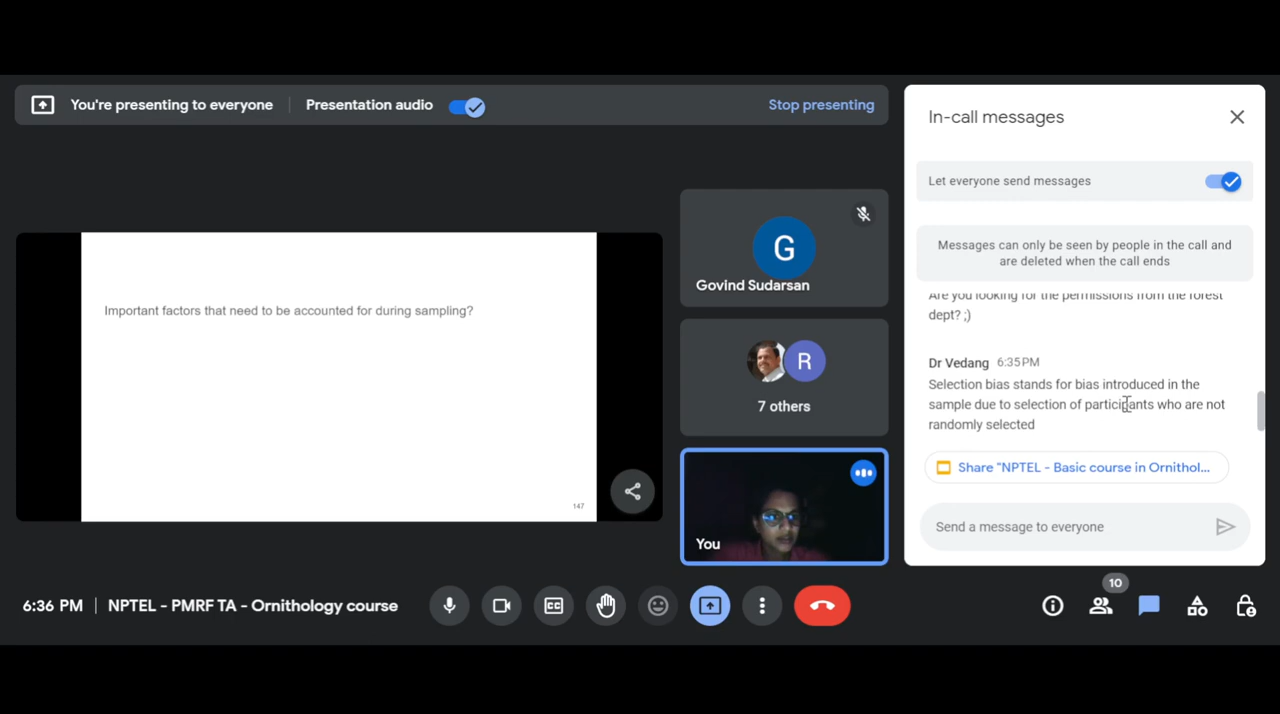 You're presenting to everyone
Presentation audio
Stop presenting
In-call messages
Let everyone send messages
Messages can only be seen by people in the call and
are deleted when the call ends
Are you looking for the permissions from the forest
dept? ;)
Dr Vedang 6:35 PM
Selection bias stands for bias introduced in the
sample due to selection of participants who are not
randomly selected
Share "NPTEL - Basic course in Ornithol...
Send a message to everyone
Important factors that need to be accounted for during sampling?
147
G
Govind Sudarsan
R
7 others
You
6:36 PM
NPTEL - PMRF TA - Ornithology course
CC
10